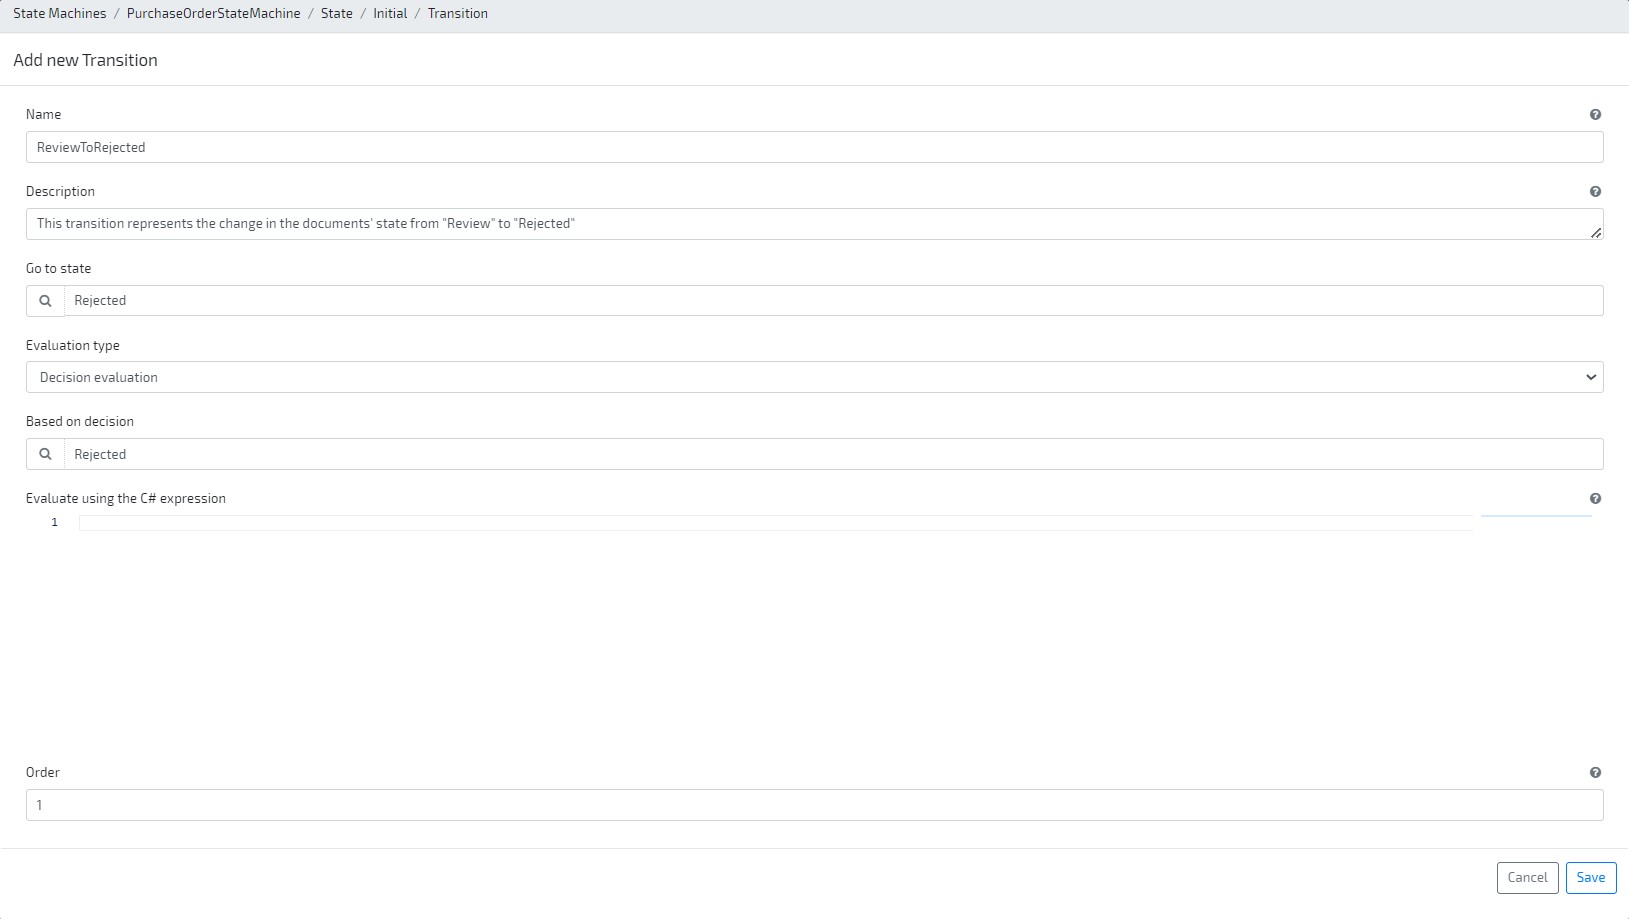 State Machines / PurchaseOrderStateMachine / State / Initial / Transition
Add new Transition
Name
ReviewToRejected
Description
This transition represents the change in the documents' state from "Review" to "Rejected"
Go to state
Rejected
Evaluation type
Decision evaluation
Based on decision
Rejected
Evaluate using the C# expression
1
Order
1
Cancel Save